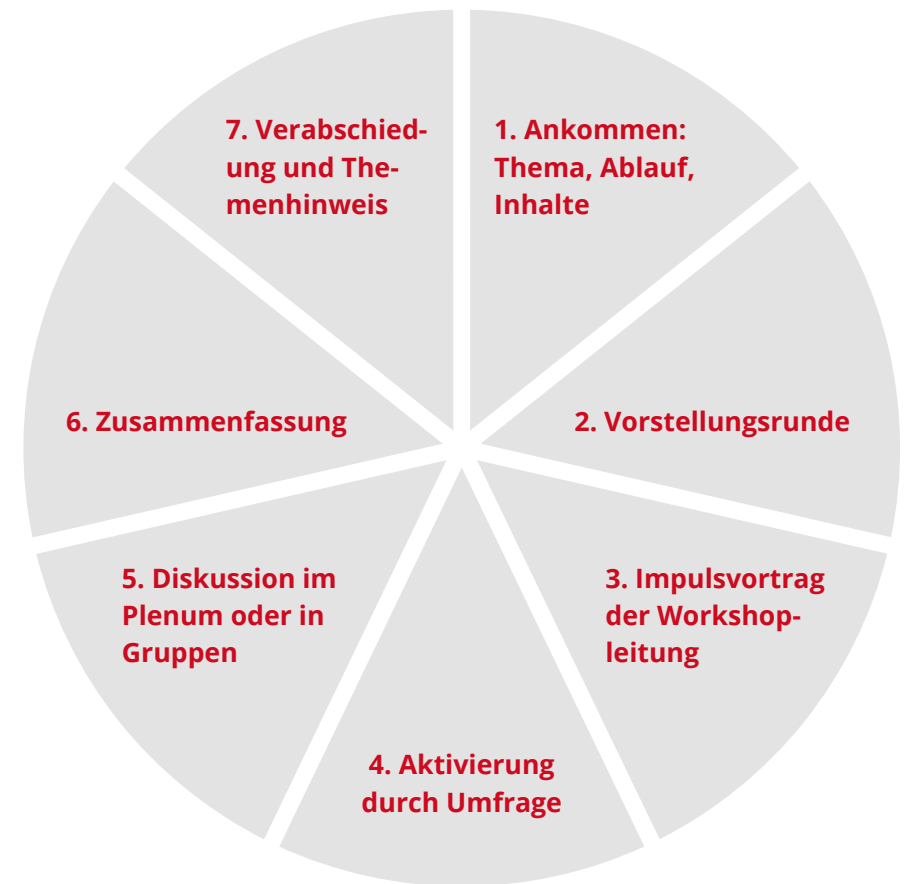 1. Ankommen:
Thema, Ablauf,
Inhalte
2. Vorstellungsrunde
3. Impulsvortrag
der Workshop-
leitung
4. Aktivierung
durch Umfrage
5. Diskussion im
Plenum oder in
Gruppen
6. Zusammenfassung
7. Verabschied-
ung und The-
menhinweis